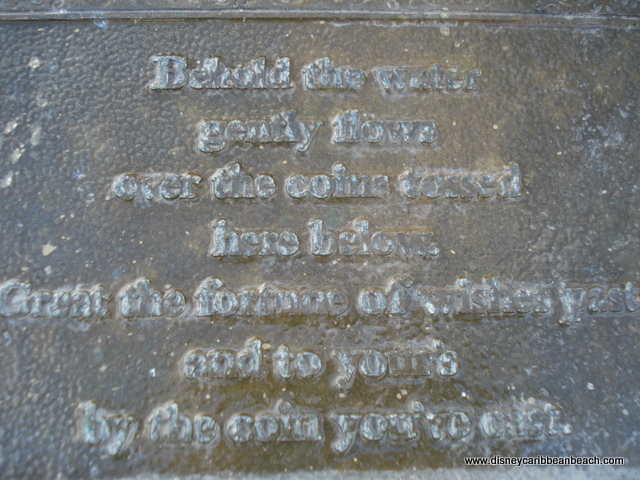 Behold the water
gently flows
over the coins tossed
here below.
Great the fortune of wishes past
and to your's
by the coin you've cast.
www.disneycaribbeanbeach.com